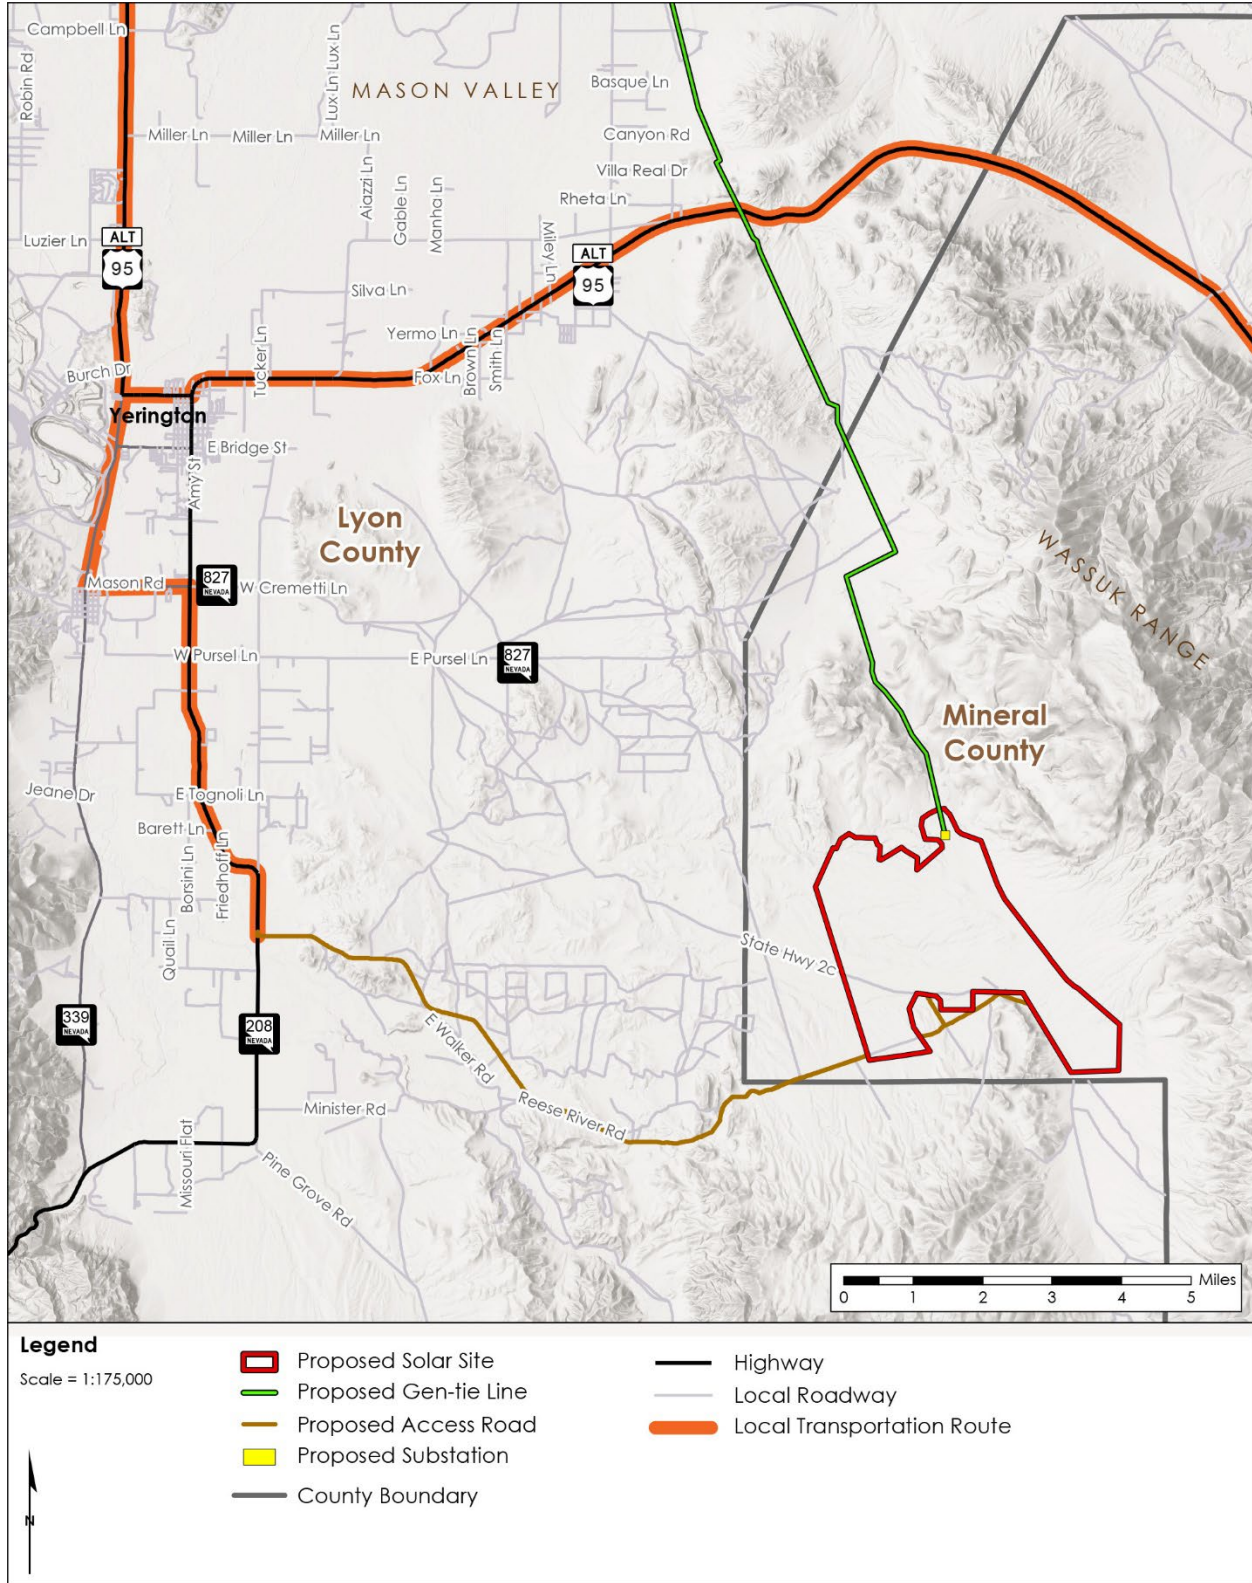 Campbell Ln
Robin Rd
Lux Ln
Lux Ln
MASON VALLEY
Basque Ln
Miller Ln
Miller Ln
Miller Ln
Canyon Rd
Villa Real Dr
Aiazzi Ln
Gable Ln
Manha Ln
Rheta Ln
Luzier Ln
ALT
95
Miley Ln
ALT
95
Silva Ln
Yermo Ln
Tucker Ln
Burch Dr
Fox Ln
Brown Ln
Smith Ln
Yerington
E Bridge St
Amy St
Lyon
County
WASSUK RANGE
Mason Rd
827
NEVADA
W Cremetti Ln
W Pursel Ln
E Pursel Ln
827
NEVADA
Mineral
County
Jeane Dr
E Tognoli Ln
Barett Ln
Borsini Ln
Friedhoff Ln
Quail Ln
State Hwy 2c
339
NEVADA
208
NEVADA
E Walker Rd
Reese River Rd
Minister Rd
Missouri Flat
Pine Grove Rd
Miles
0 1 2 3 4 5
Legend
Scale = 1:175,000
Proposed Solar Site
Proposed Gen-tie Line
Proposed Access Road
Proposed Substation
County Boundary
Highway
Local Roadway
Local Transportation Route
N